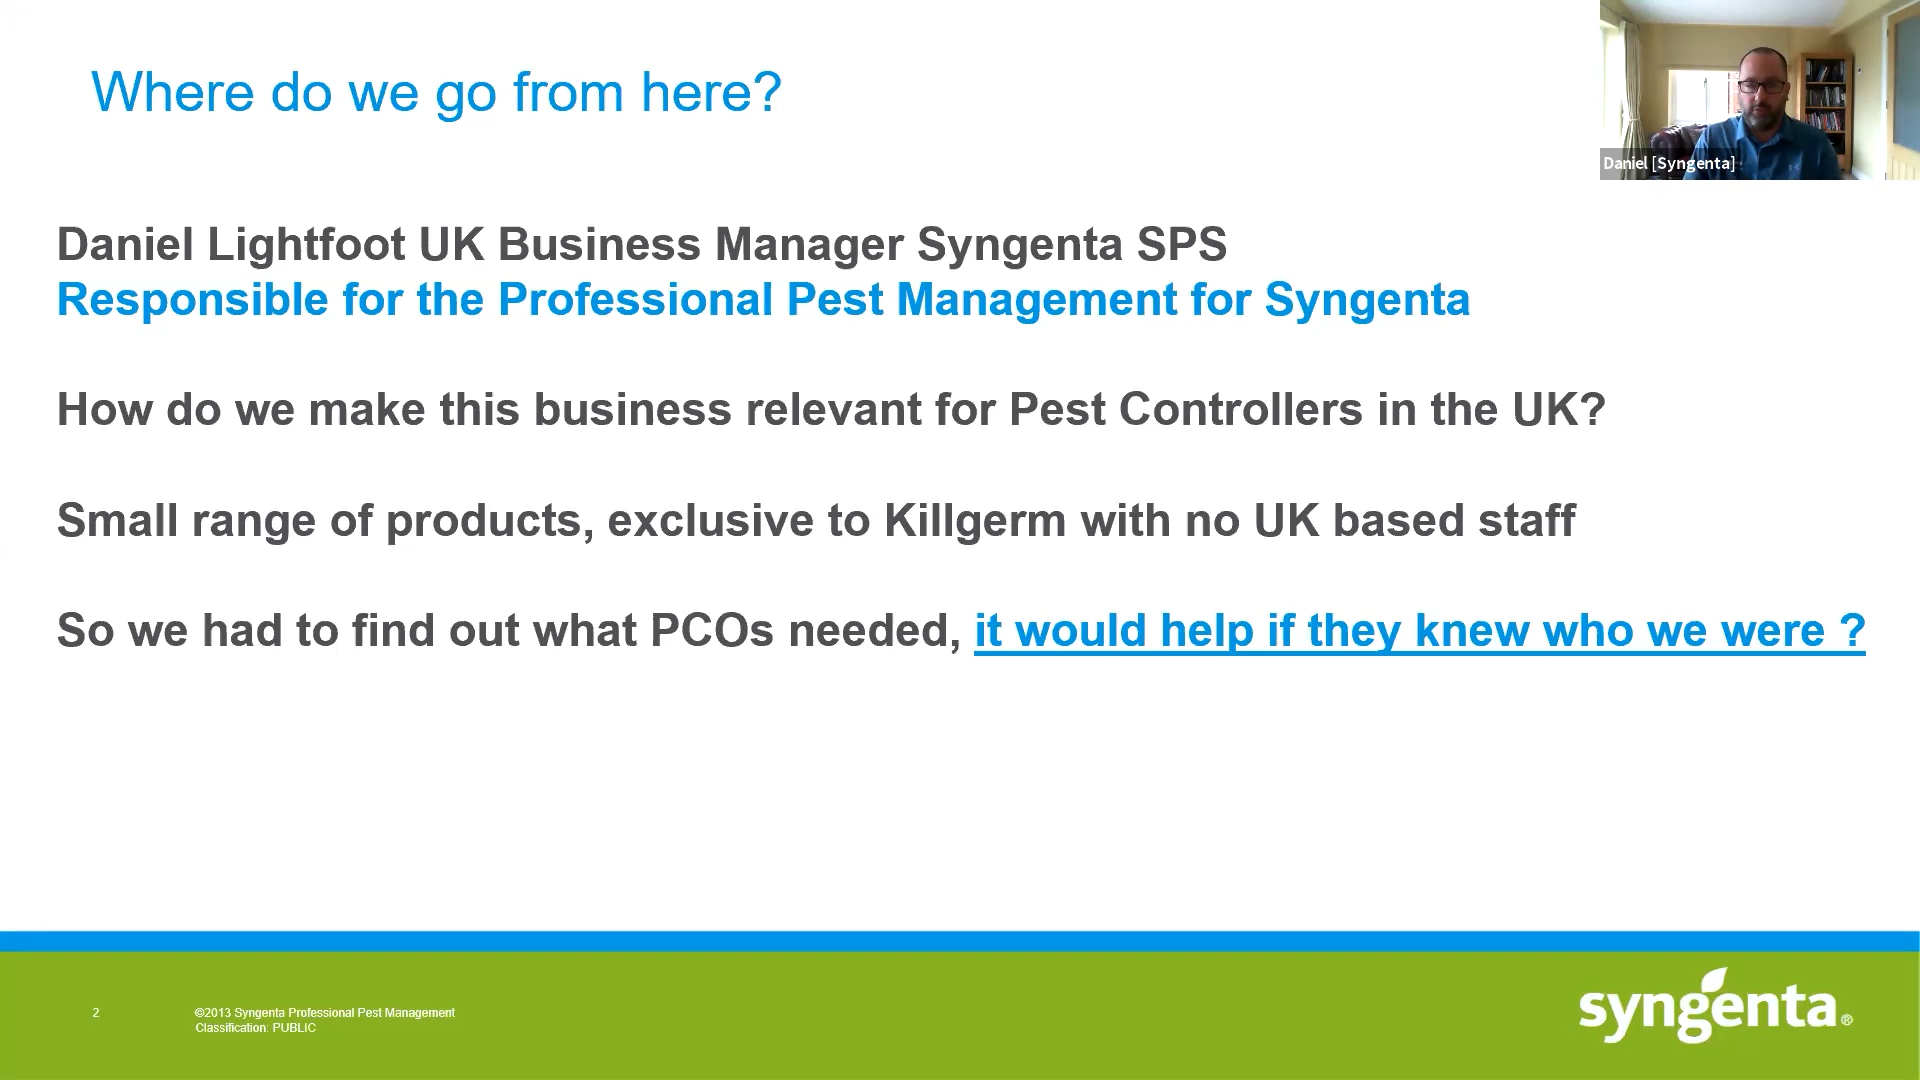 Where do we go from here?
Daniel [Syngenta]
Daniel Lightfoot UK Business Manager Syngenta SPS
Responsible for the Professional Pest Management for Syngenta
How do we make this business relevant for Pest Controllers in the UK?
Small range of products, exclusive to Killgerm with no UK based staff
So we had to find out what PCOs needed, it would help if they knew who we were ?
2
©2013 Syngenta Professional Pest Management
Classification: PUBLIC
syngenta®